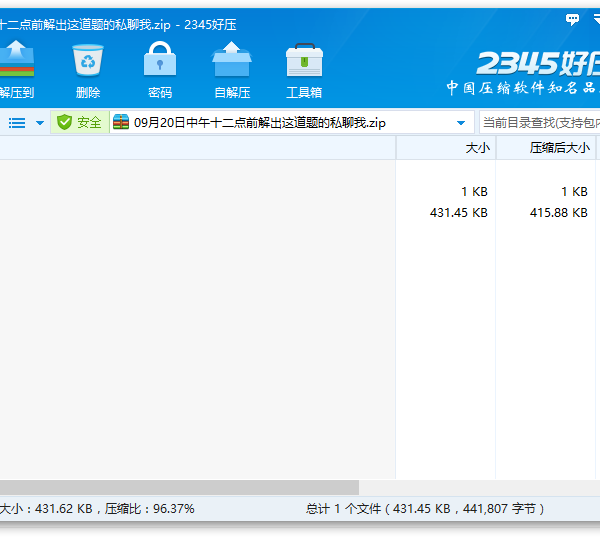 十二点前解出这道题的私聊我.zip - 2345好压
解压到 删除 密码 自解压 工具箱
2345好压
中国压缩软件知名品
安全 09月20日中午十二点前解出这道题的私聊我.zip 当前目录查找(支持包内
大小 压缩后大小
1 KB 1 KB
431.45 KB 415.88 KB
大小：431.62 KB，压缩比：96.37% 总计 1 个文件（431.45 KB，441,807 字节）